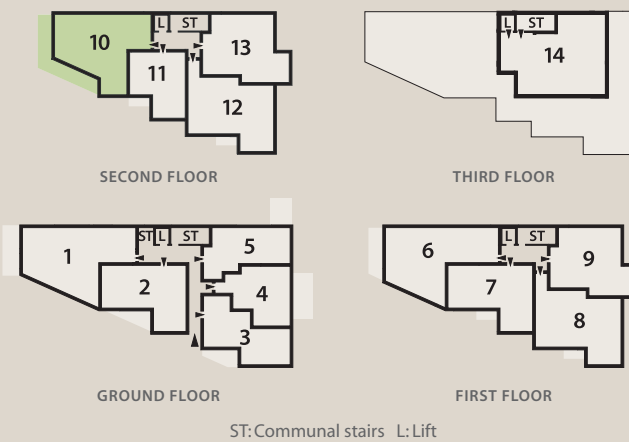 L ST
10
13
11
12
SECOND FLOOR
L ST
14
THIRD FLOOR
ST L ST
1
5
2
4
3
GROUND FLOOR
L ST
6
9
7
8
FIRST FLOOR
ST: Communal stairs L: Lift